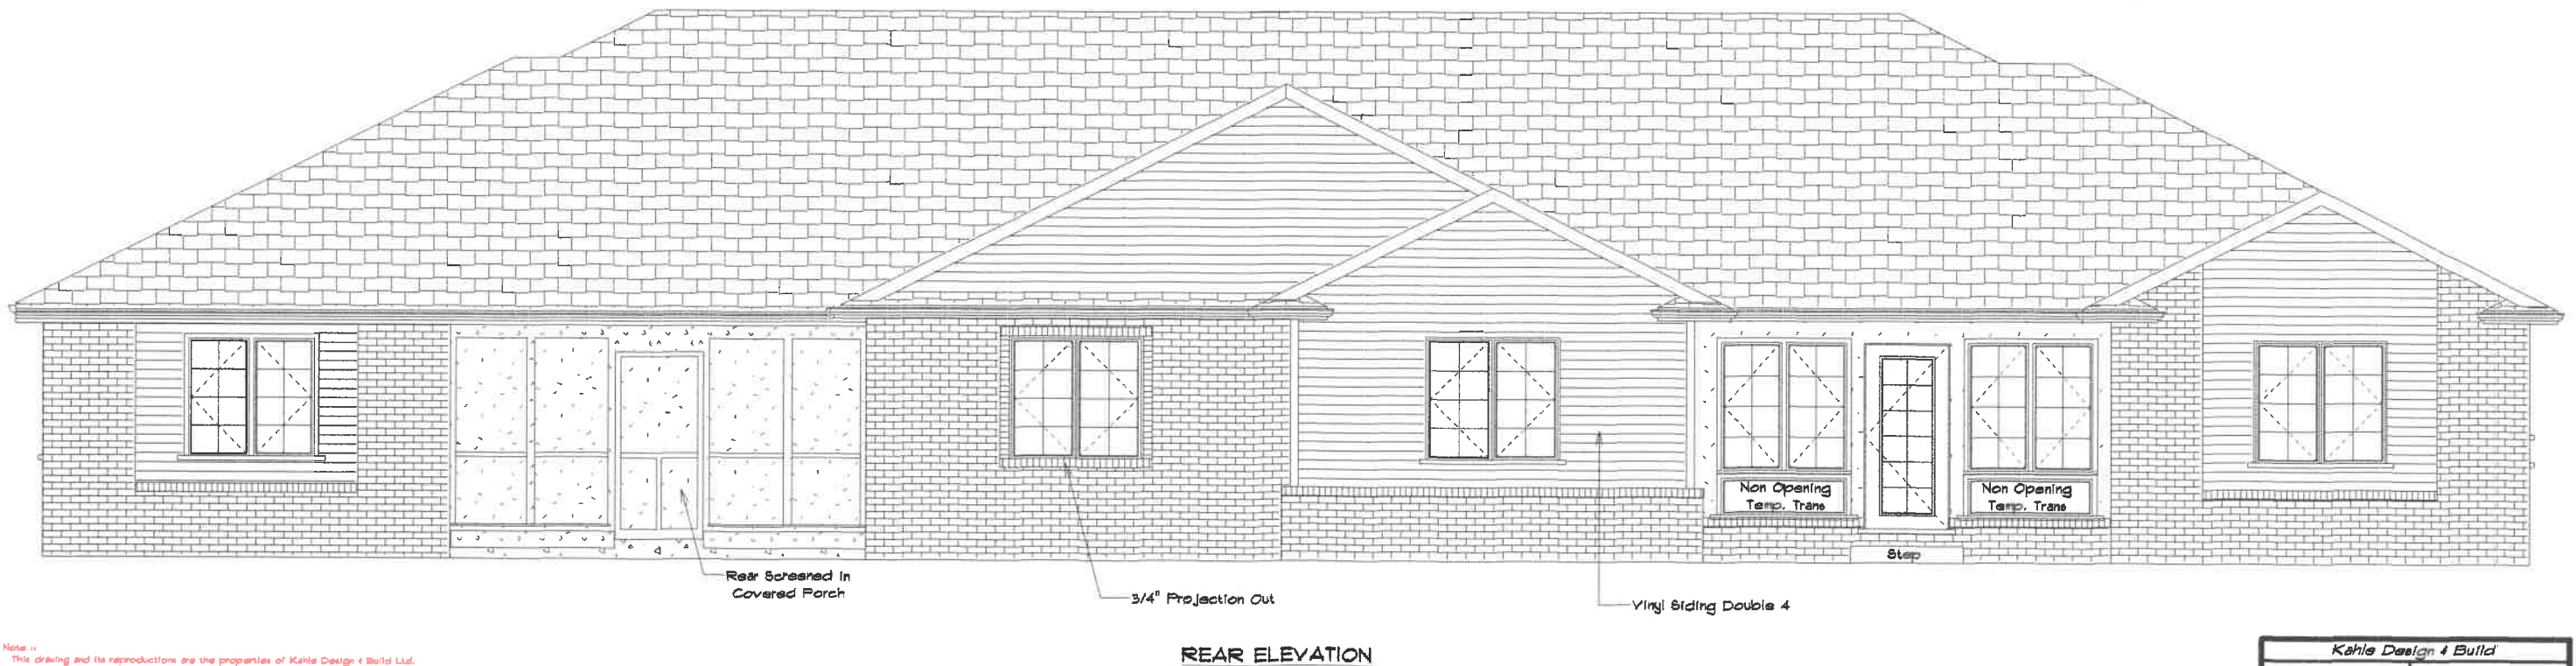 Non Opening
Temp. Trans
Non Opening
Temp. Trans
Step
Rear Screened In
Covered Porch
3/4" Projection Out
Vinyl Siding Double 4
Note :
This drawing and its reproductions are the properties of Kahle Design & Build Ltd.
REAR ELEVATION
Kahle Design & Build